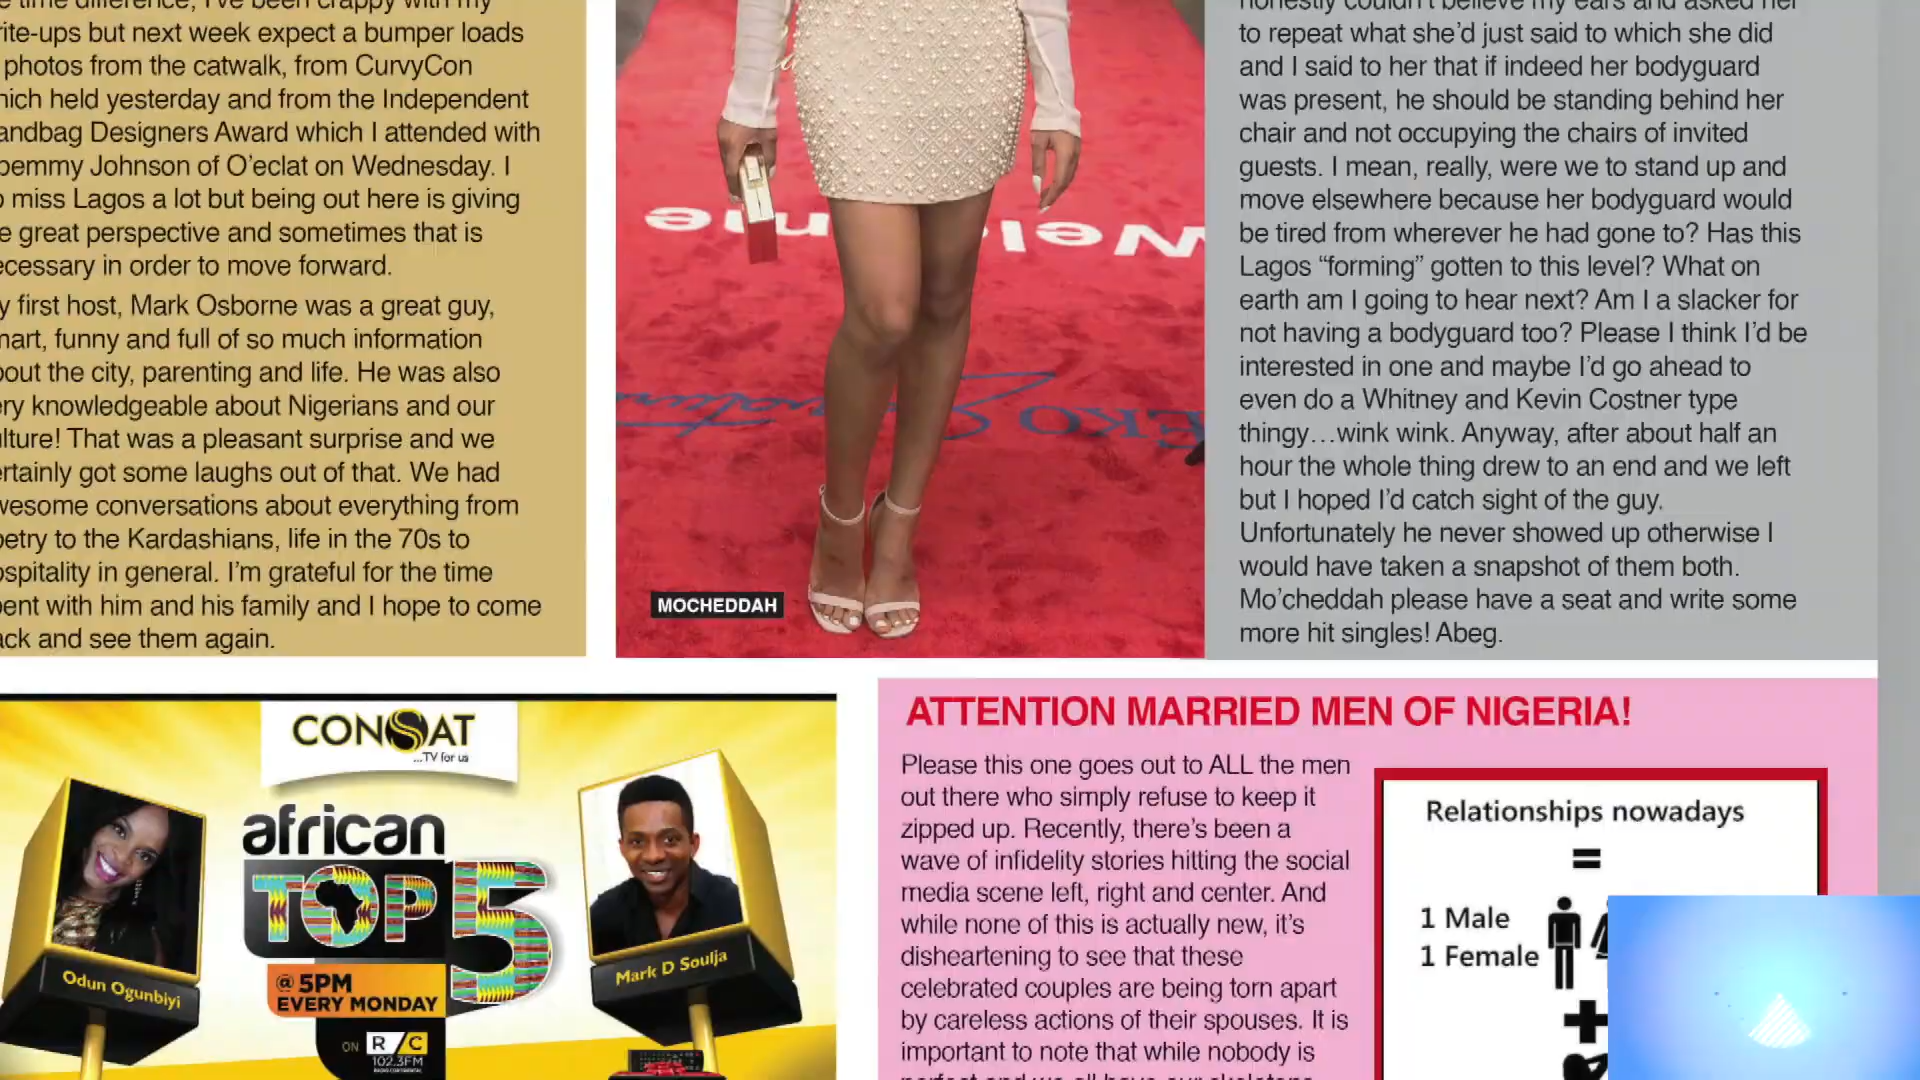 rite-ups but next week expect a bumper loads
photos from the catwalk, from CurvyCon
hich held yesterday and from the Independent
andbag Designers Award which I attended with
pemmy Johnson of O'eclat on Wednesday. I
o miss Lagos a lot but being out here is giving
e great perspective and sometimes that is
ecessary in order to move forward.
y first host, Mark Osborne was a great guy,
mart, funny and full of so much information
bout the city, parenting and life. He was also
ery knowledgeable about Nigerians and our
ulture! That was a pleasant surprise and we
ertainly got some laughs out of that. We had
wesome conversations about everything from
oetry to the Kardashians, life in the 70s to
ospitality in general. I'm grateful for the time
pent with him and his family and I hope to come
ack and see them again.
MOCHEDDAH
honestly couldn't believe my ears and asked her
to repeat what she'd just said to which she did
and I said to her that if indeed her bodyguard
was present, he should be standing behind her
chair and not occupying the chairs of invited
guests. I mean, really, were we to stand up and
move elsewhere because her bodyguard would
be tired from wherever he had gone to? Has this
Lagos “forming” gotten to this level? What on
earth am I going to hear next? Am I a slacker for
not having a bodyguard too? Please I think I'd be
interested in one and maybe I'd go ahead to
even do a Whitney and Kevin Costner type
thingy…wink wink. Anyway, after about half an
hour the whole thing drew to an end and we left
but I hoped I'd catch sight of the guy.
Unfortunately he never showed up otherwise I
would have taken a snapshot of them both.
Mo'cheddah please have a seat and write some
more hit singles! Abeg.
CONSAT
...TV for us
african
TOP 5
@ 5PM
EVERY MONDAY
ON R/C
102.3FM
Odun Ogunbiyi
Mark D Soulja
ATTENTION MARRIED MEN OF NIGERIA!
Please this one goes out to ALL the men
out there who simply refuse to keep it
zipped up. Recently, there's been a
wave of infidelity stories hitting the social
media scene left, right and center. And
while none of this is actually new, it's
disheartening to see that these
celebrated couples are being torn apart
by careless actions of their spouses. It is
important to note that while nobody is
Relationships nowadays
=
1 Male
1 Female
+